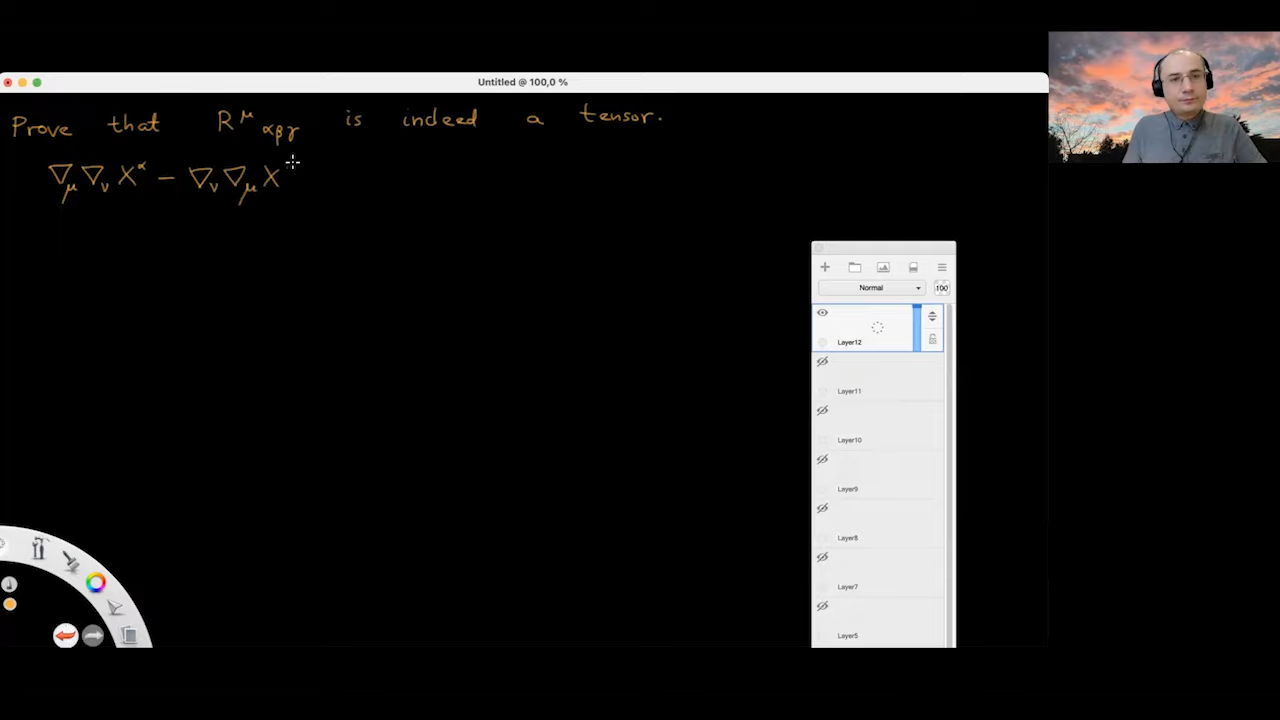 Untitled @ 100,0 %
Prove that R^μ_αβγ is indeed a tensor.
∇_μ ∇_ν X^α − ∇_ν ∇_μ X
Normal
100
Layer12
Layer11
Layer10
Layer9
Layer8
Layer7
Layer5